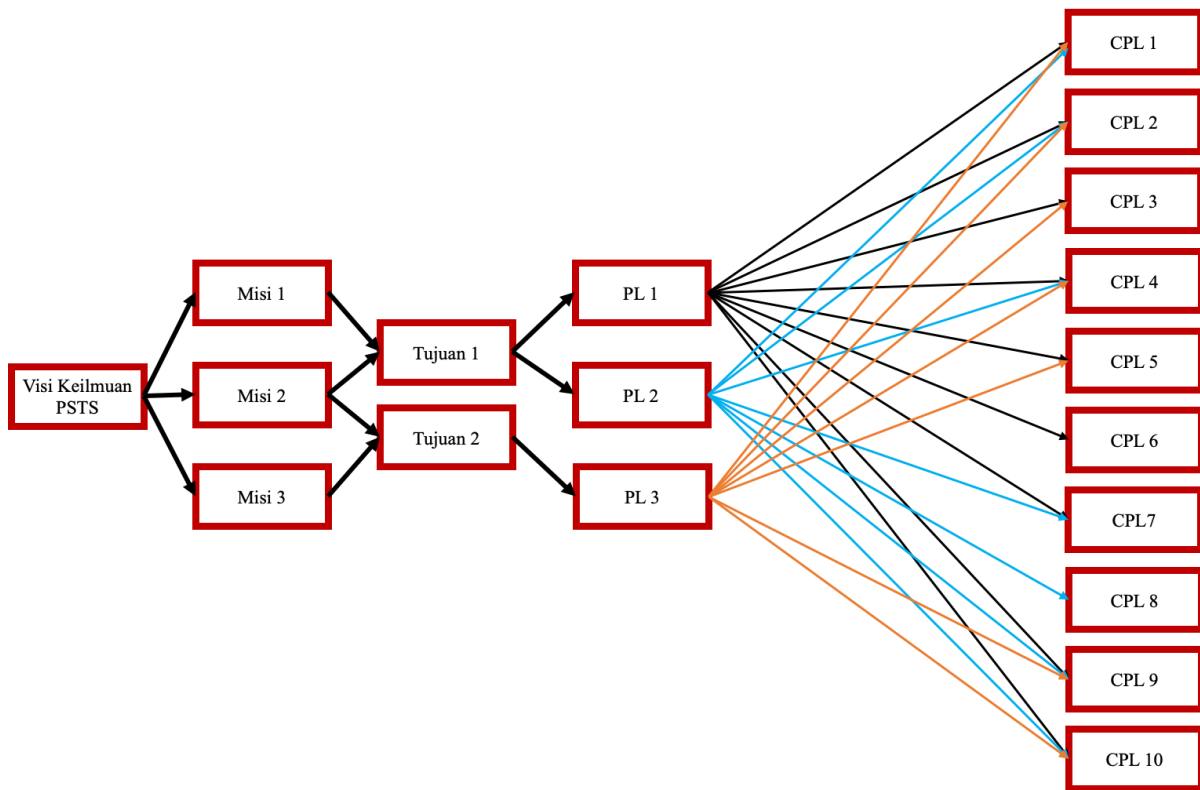 Visi Keilmuan
PSTS
Misi 1
Misi 2
Misi 3
Tujuan 1
Tujuan 2
PL 1
PL 2
PL 3
CPL 1
CPL 2
CPL 3
CPL 4
CPL 5
CPL 6
CPL7
CPL 8
CPL 9
CPL 10